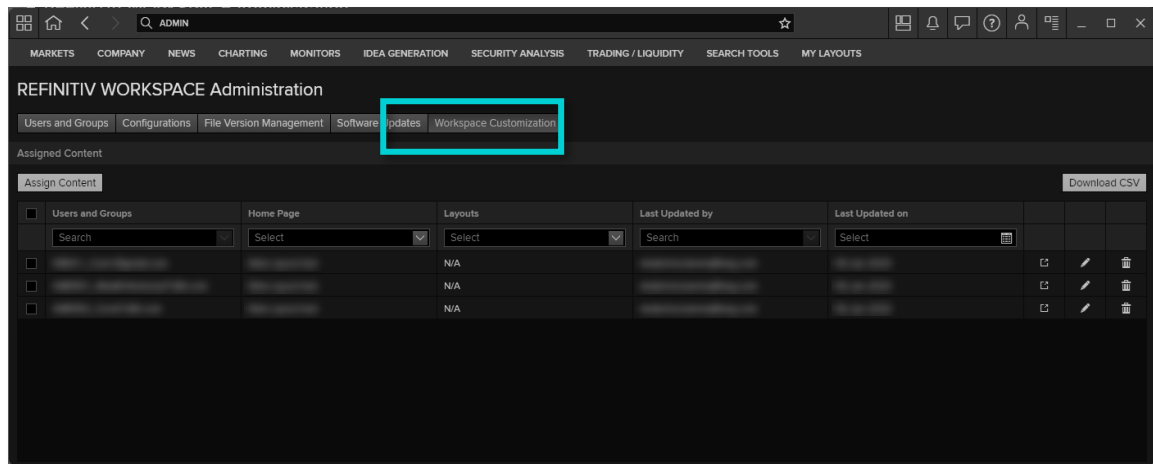 ADMIN
MARKETS COMPANY NEWS CHARTING MONITORS IDEA GENERATION SECURITY ANALYSIS TRADING / LIQUIDITY SEARCH TOOLS MY LAYOUTS
REFINITIV WORKSPACE Administration
Users and Groups Configurations File Version Management Software Updates Workspace Customization
Assigned Content
Assign Content Download CSV
Users and Groups Home Page Layouts Last Updated by Last Updated on
Search Select Select Search Select
N/A
N/A
N/A